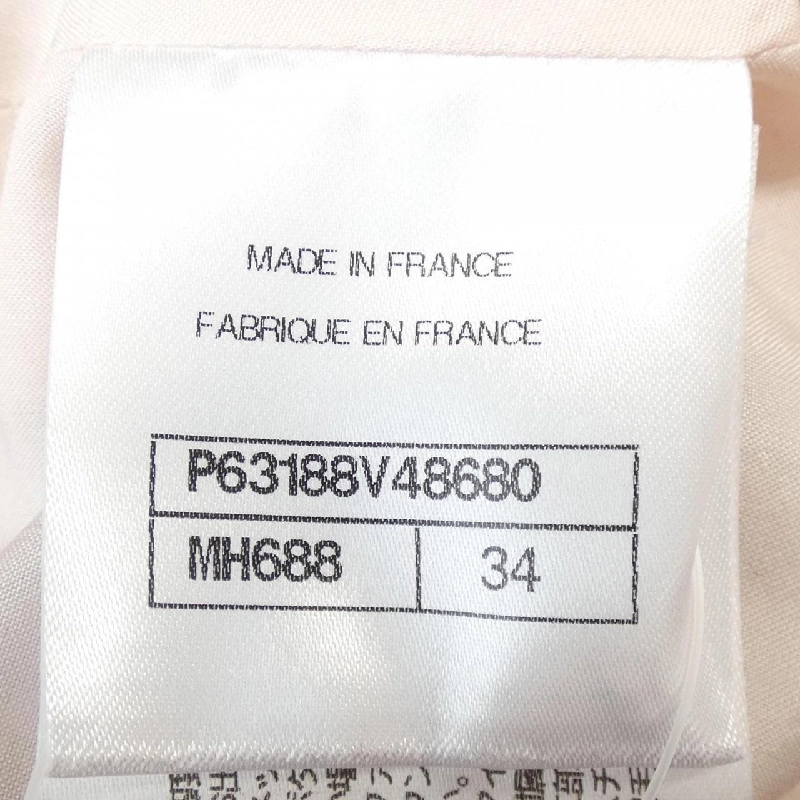 MADE IN FRANCE
FABRIQUE EN FRANCE
P63188V48680
MH688 34